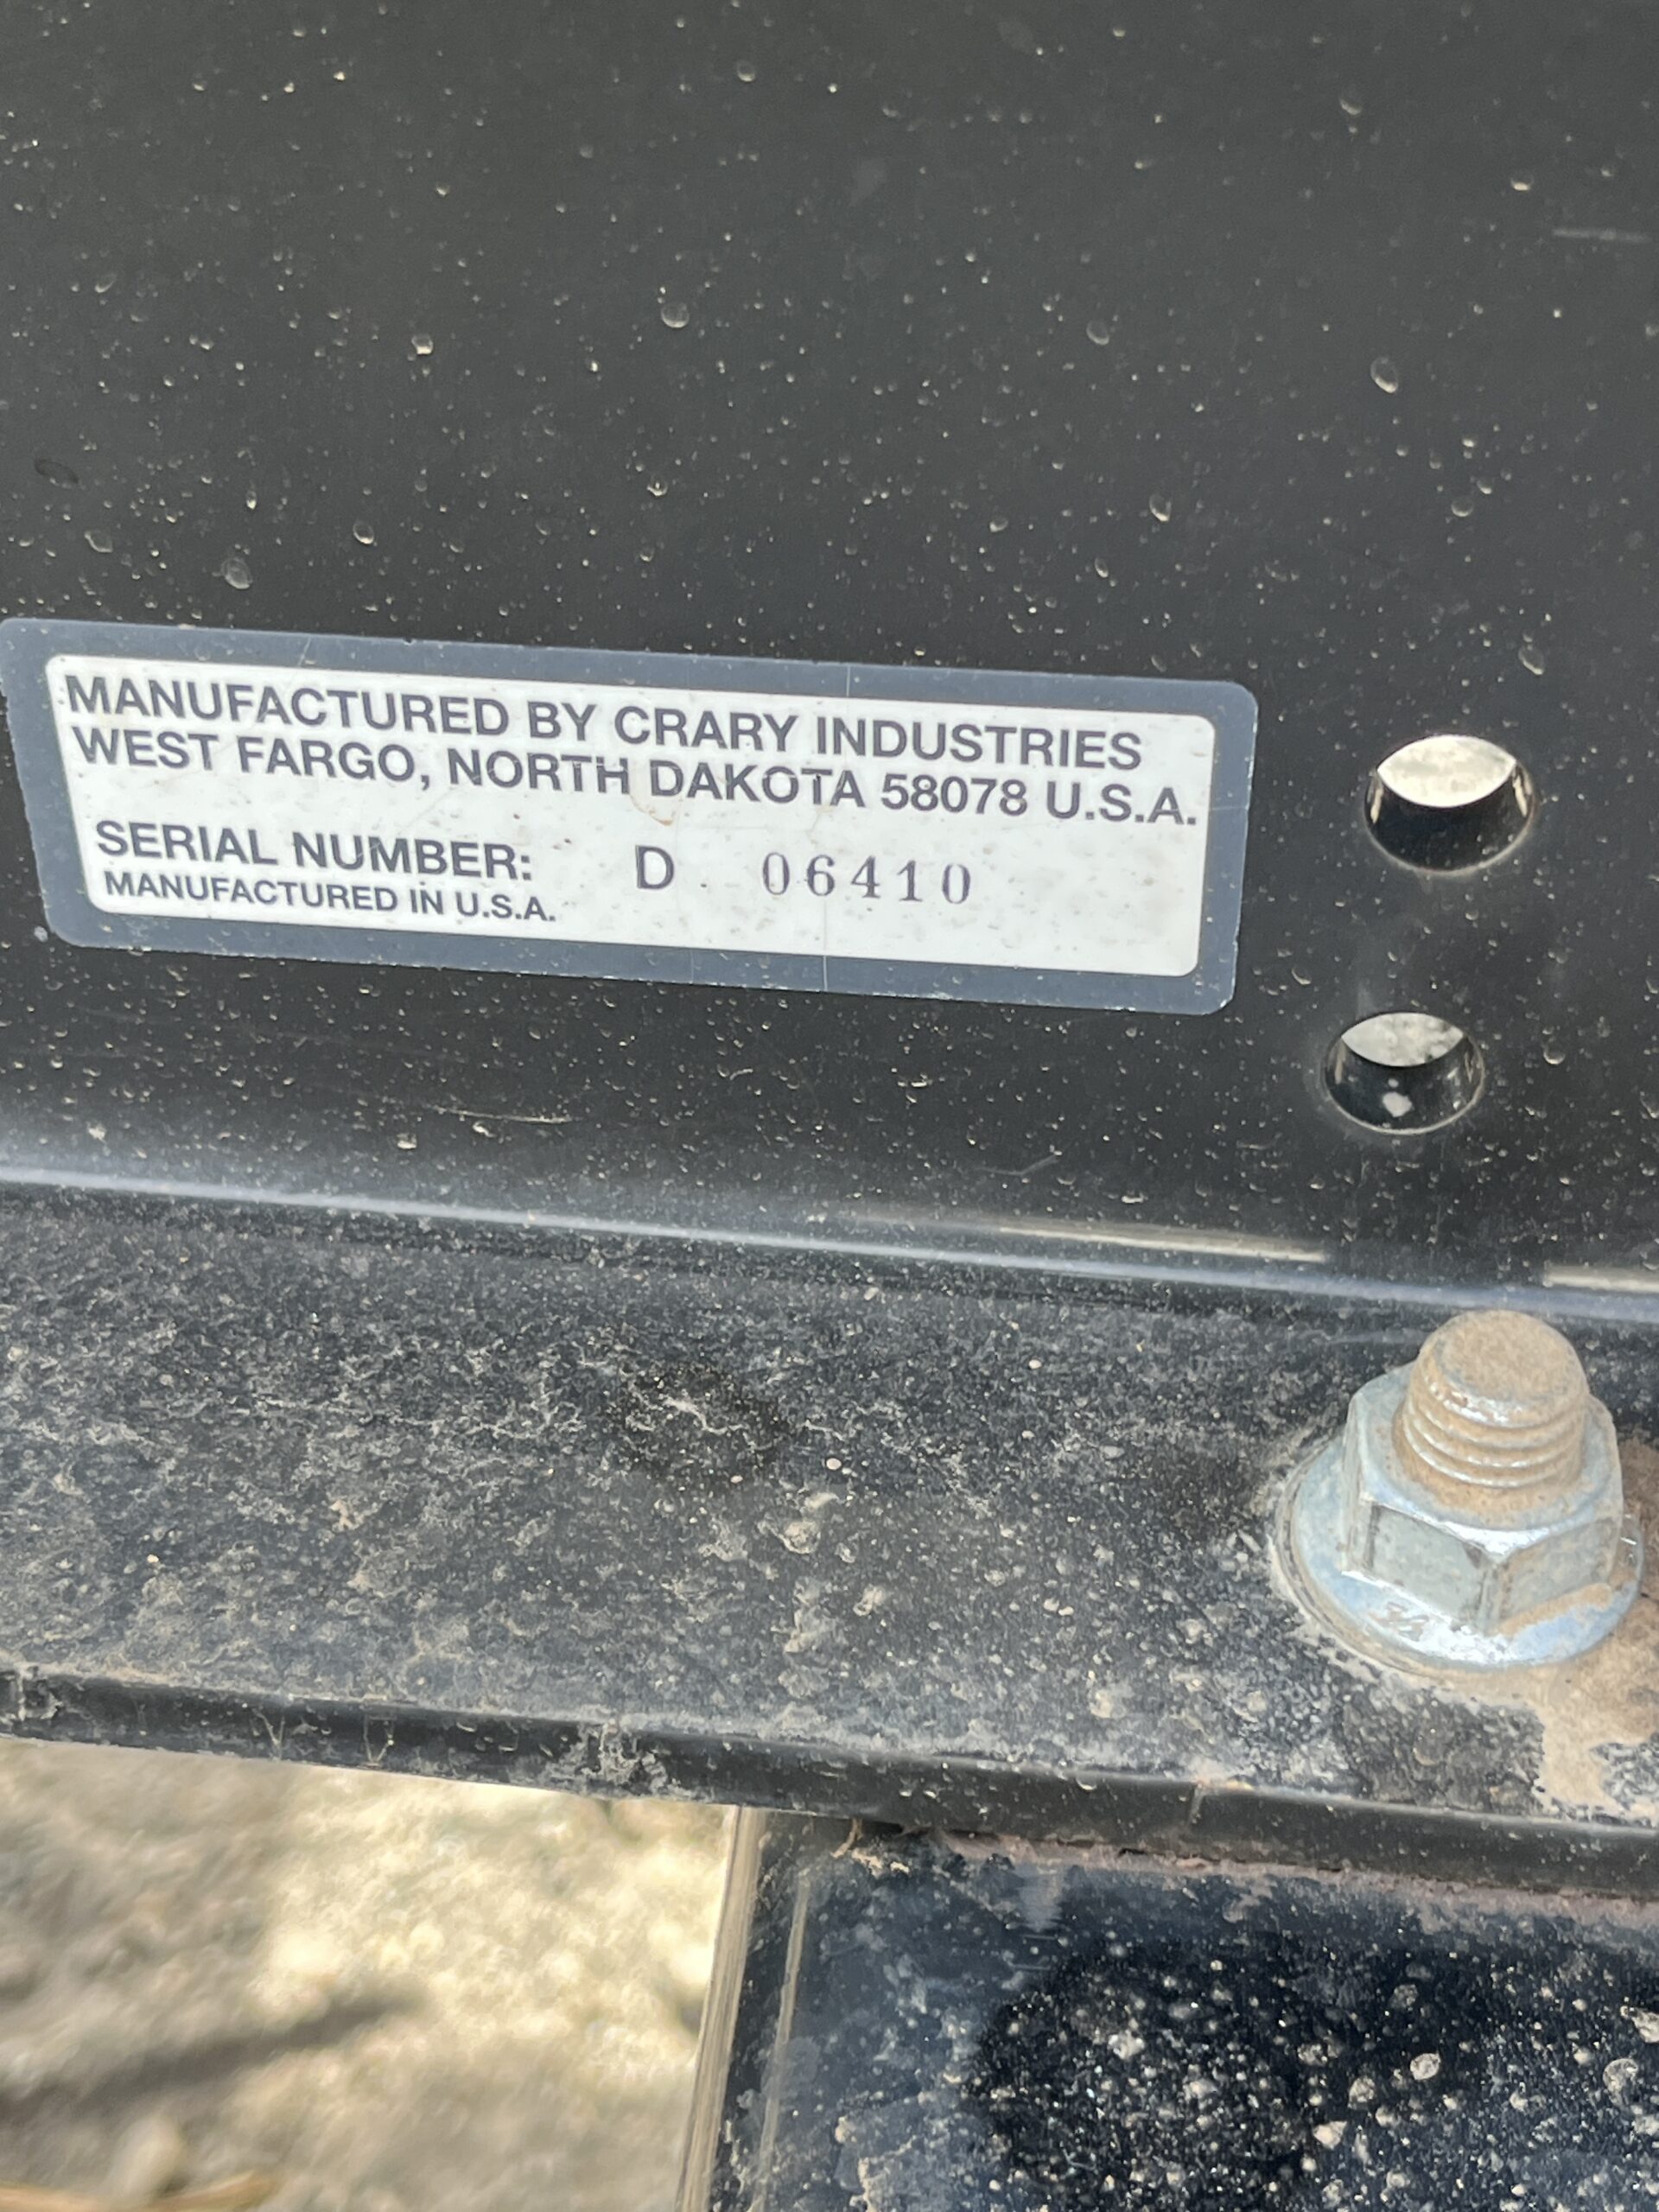 MANUFACTURED BY CRARY INDUSTRIES
WEST FARGO, NORTH DAKOTA 58078 U.S.A.
SERIAL NUMBER: D 06410
MANUFACTURED IN U.S.A.